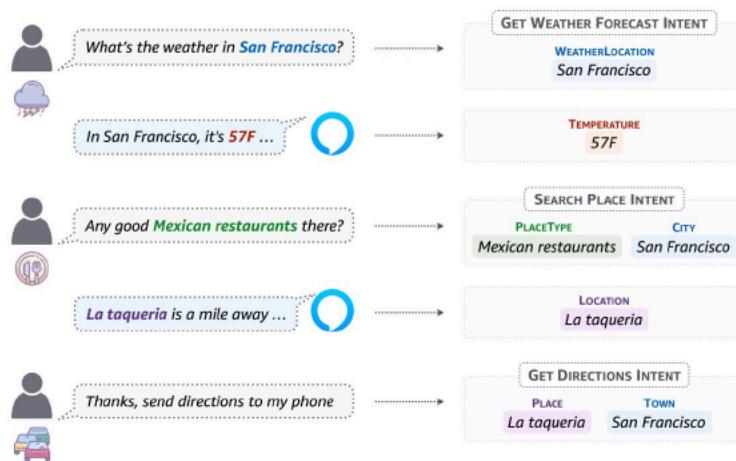 GET WEATHER FORECAST INTENT
What's the weather in San Francisco?
WEATHERLOCATION
San Francisco
In San Francisco, it's 57F ...
TEMPERATURE
57F
SEARCH PLACE INTENT
Any good Mexican restaurants there?
PLACETYPE CITY
Mexican restaurants San Francisco
La taqueria is a mile away ...
LOCATION
La taqueria
GET DIRECTIONS INTENT
Thanks, send directions to my phone
PLACE TOWN
La taqueria San Francisco